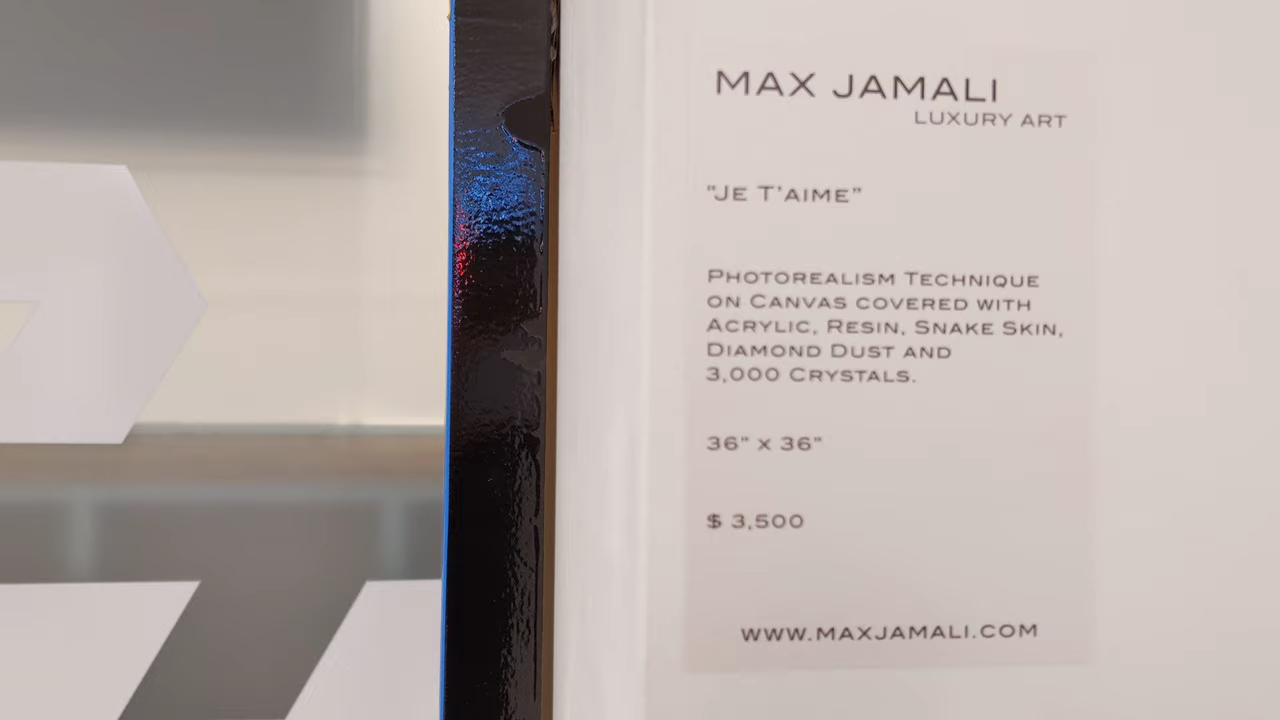 MAX JAMALI
LUXURY ART
"JE T'AIME"
PHOTOREALISM TECHNIQUE
ON CANVAS COVERED WITH
ACRYLIC, RESIN, SNAKE SKIN,
DIAMOND DUST AND
3,000 CRYSTALS.
36" X 36"
$ 3,500
WWW.MAXJAMALI.COM